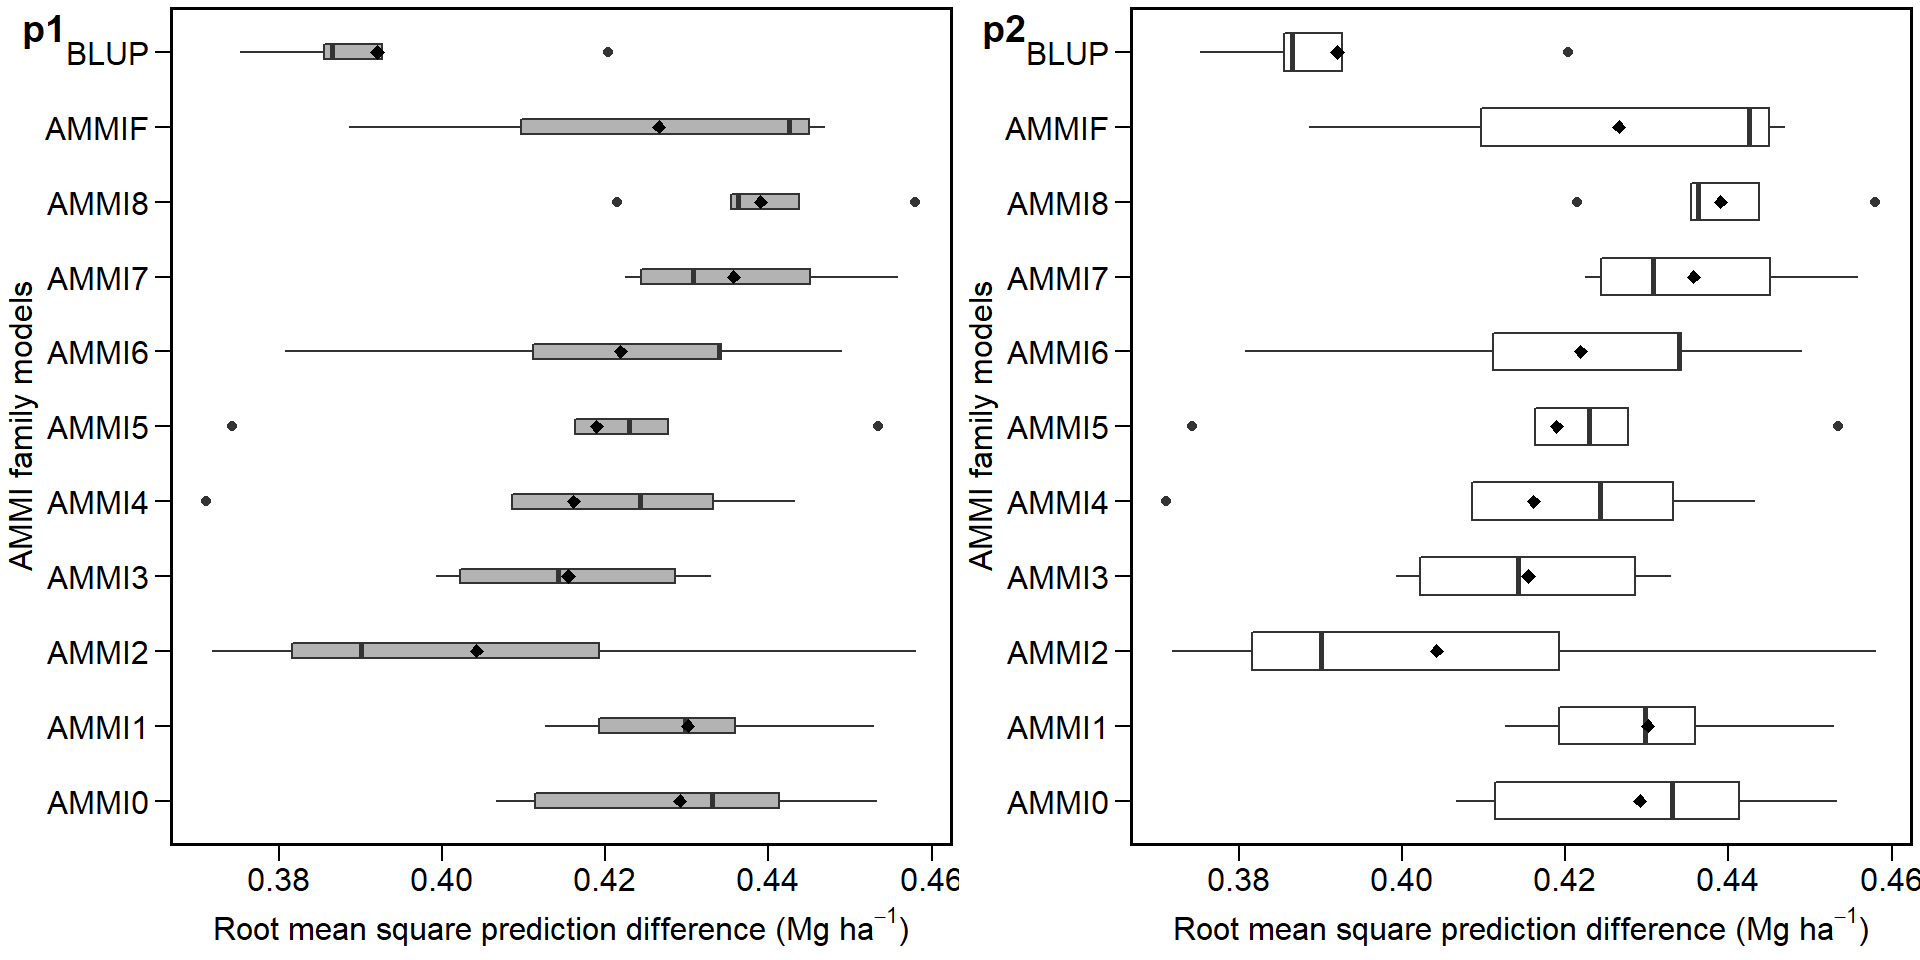 p1
BLUP
AMMIF
AMMI8
AMMI7
AMMI6
AMMI5
AMMI4
AMMI3
AMMI2
AMMI1
AMMI0
AMMI family models
0.38 0.40 0.42 0.44 0.46
Root mean square prediction difference (Mg ha⁻¹)
p2
BLUP
AMMIF
AMMI8
AMMI7
AMMI6
AMMI5
AMMI4
AMMI3
AMMI2
AMMI1
AMMI0
AMMI family models
0.38 0.40 0.42 0.44 0.46
Root mean square prediction difference (Mg ha⁻¹)